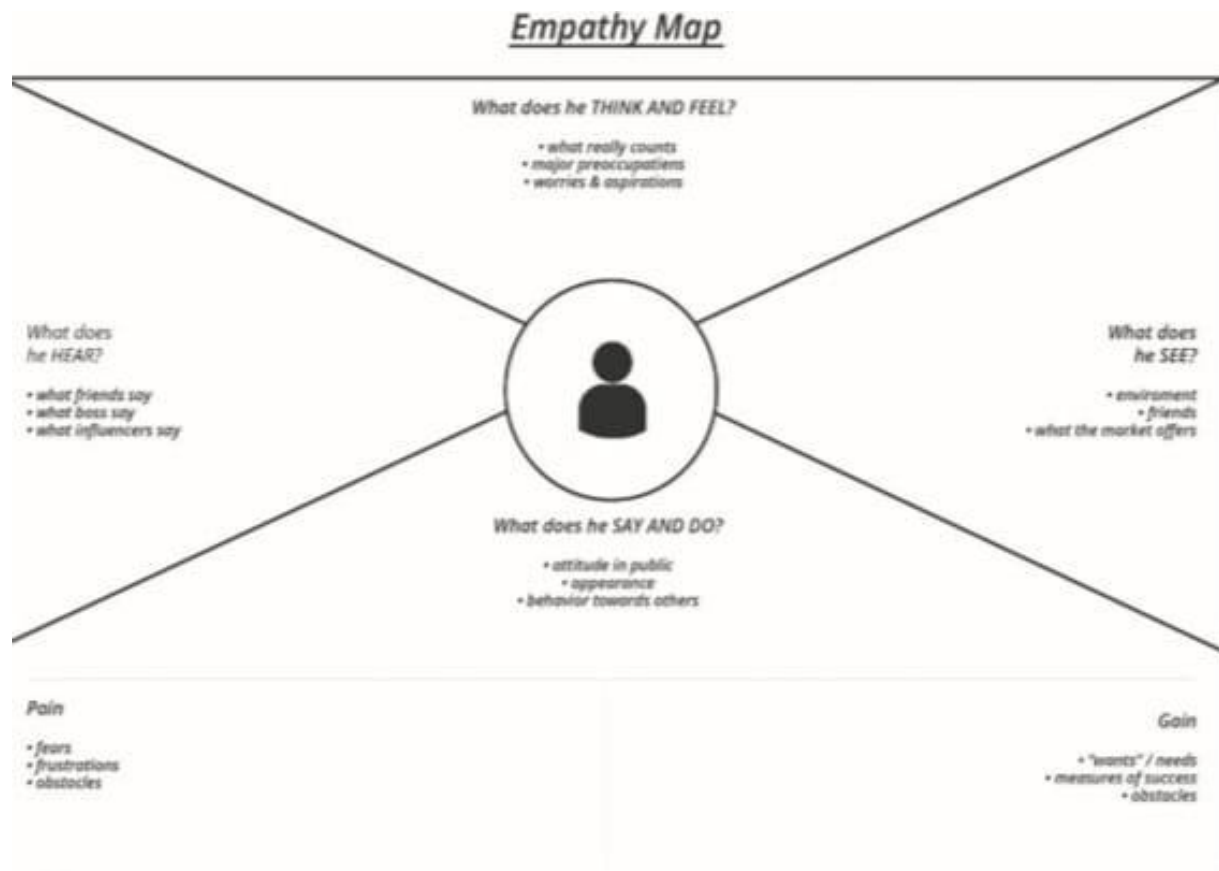 Empathy Map
What does he THINK AND FEEL?
• what really counts
• major preoccupatiens
• worries & aspirations
What does
he HEAR?
• what friends say
• what boss say
• what influencers say
What does
he SEE?
• enviroment
• friends
• what the market offers
What does he SAY AND DO?
• attitude in public
• appearance
• behavior towards others
Pain
• fears
• frustrations
• obstacles
Gain
• "wants" / needs
• measures of success
• obstacles